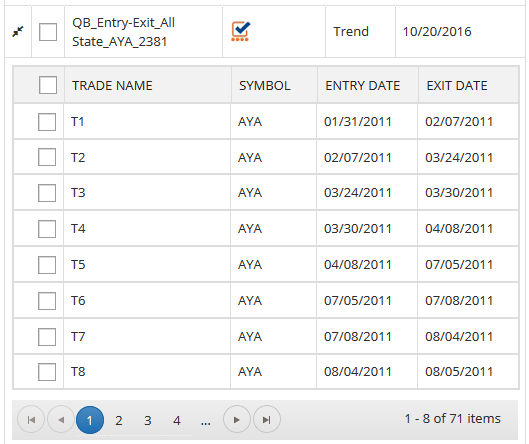 QB_Entry-Exit_All
State_AYA_2381 Trend 10/20/2016
TRADE NAME SYMBOL ENTRY DATE EXIT DATE
T1 AYA 01/31/2011 02/07/2011
T2 AYA 02/07/2011 03/24/2011
T3 AYA 03/24/2011 03/30/2011
T4 AYA 03/30/2011 04/08/2011
T5 AYA 04/08/2011 07/05/2011
T6 AYA 07/05/2011 07/08/2011
T7 AYA 07/08/2011 08/04/2011
T8 AYA 08/04/2011 08/05/2011
1 2 3 4 ... 1 - 8 of 71 items